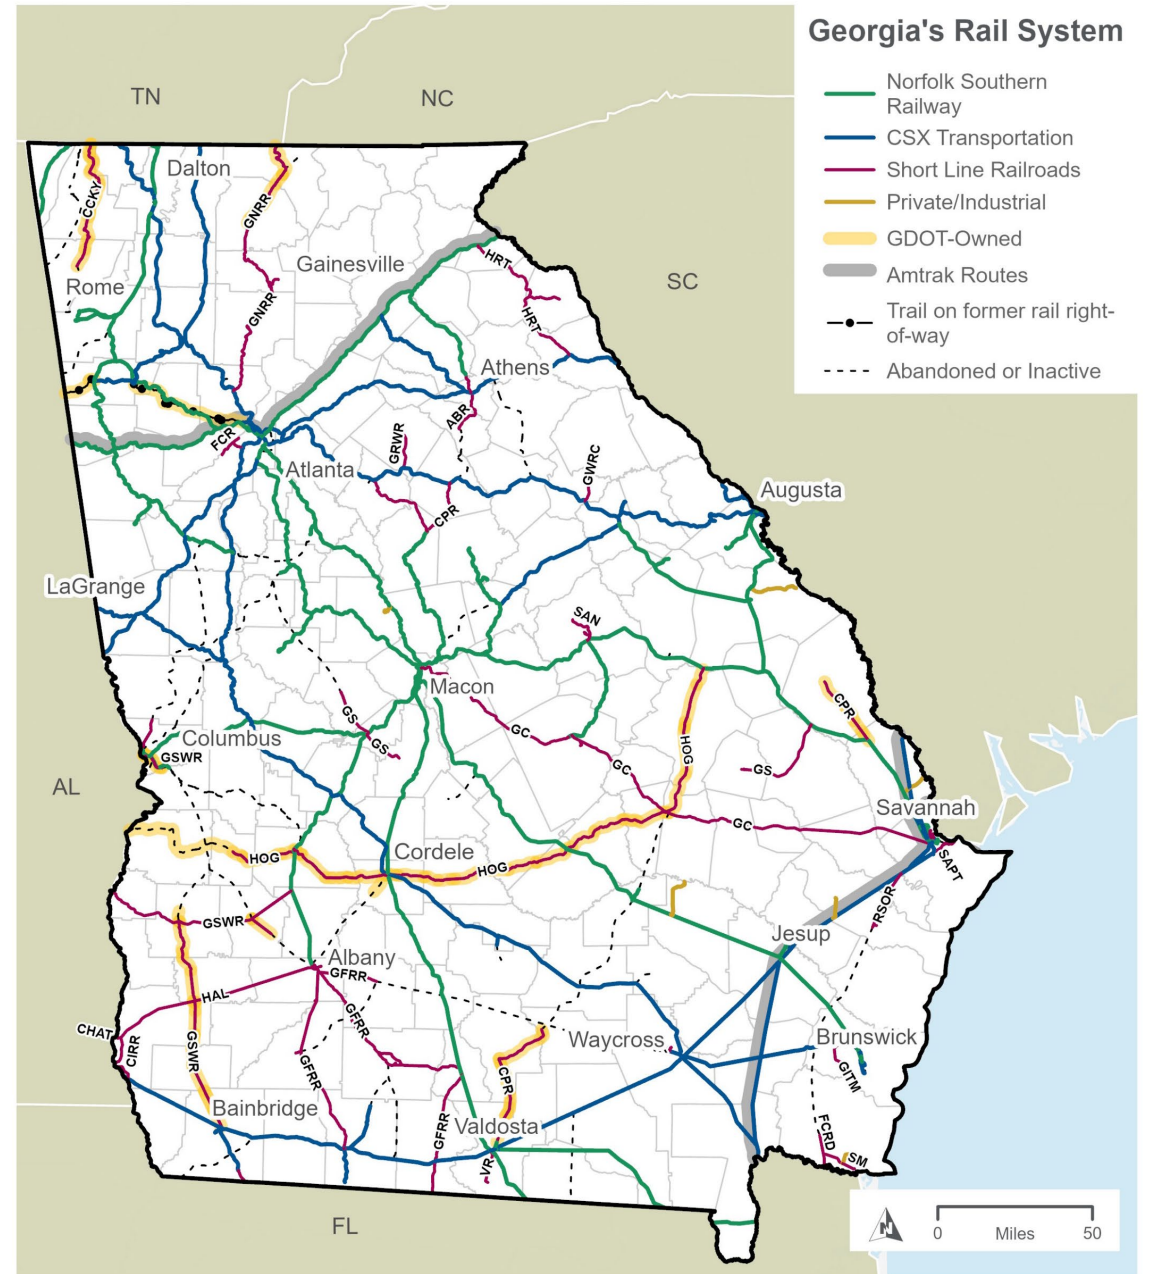 Georgia's Rail System
Norfolk Southern
Railway
CSX Transportation
Short Line Railroads
Private/Industrial
GDOT-Owned
Amtrak Routes
Trail on former rail right-
of-way
Abandoned or Inactive
TN
NC
Dalton
CCKY
GNRR
Gainesville
HRT
SC
Rome
GNRR
HRT
Athens
ABR
FCR
GRWR
GWRC
Atlanta
Augusta
CPR
LaGrange
SAN
Macon
CPR
GS
GC
Columbus
GS
GSWR
HOG
GC
GS
AL
Savannah
GC
Cordele
HOG
HOG
SAPT
RSOR
GSWR
Jesup
Albany
GFRR
HAL
GFRR
CHAT
CIRR
Waycross
Brunswick
GSWR
GFRR
CPR
GITM
Bainbridge
Valdosta
GFRR
FCRD
SM
VR
FL
N
0 Miles 50